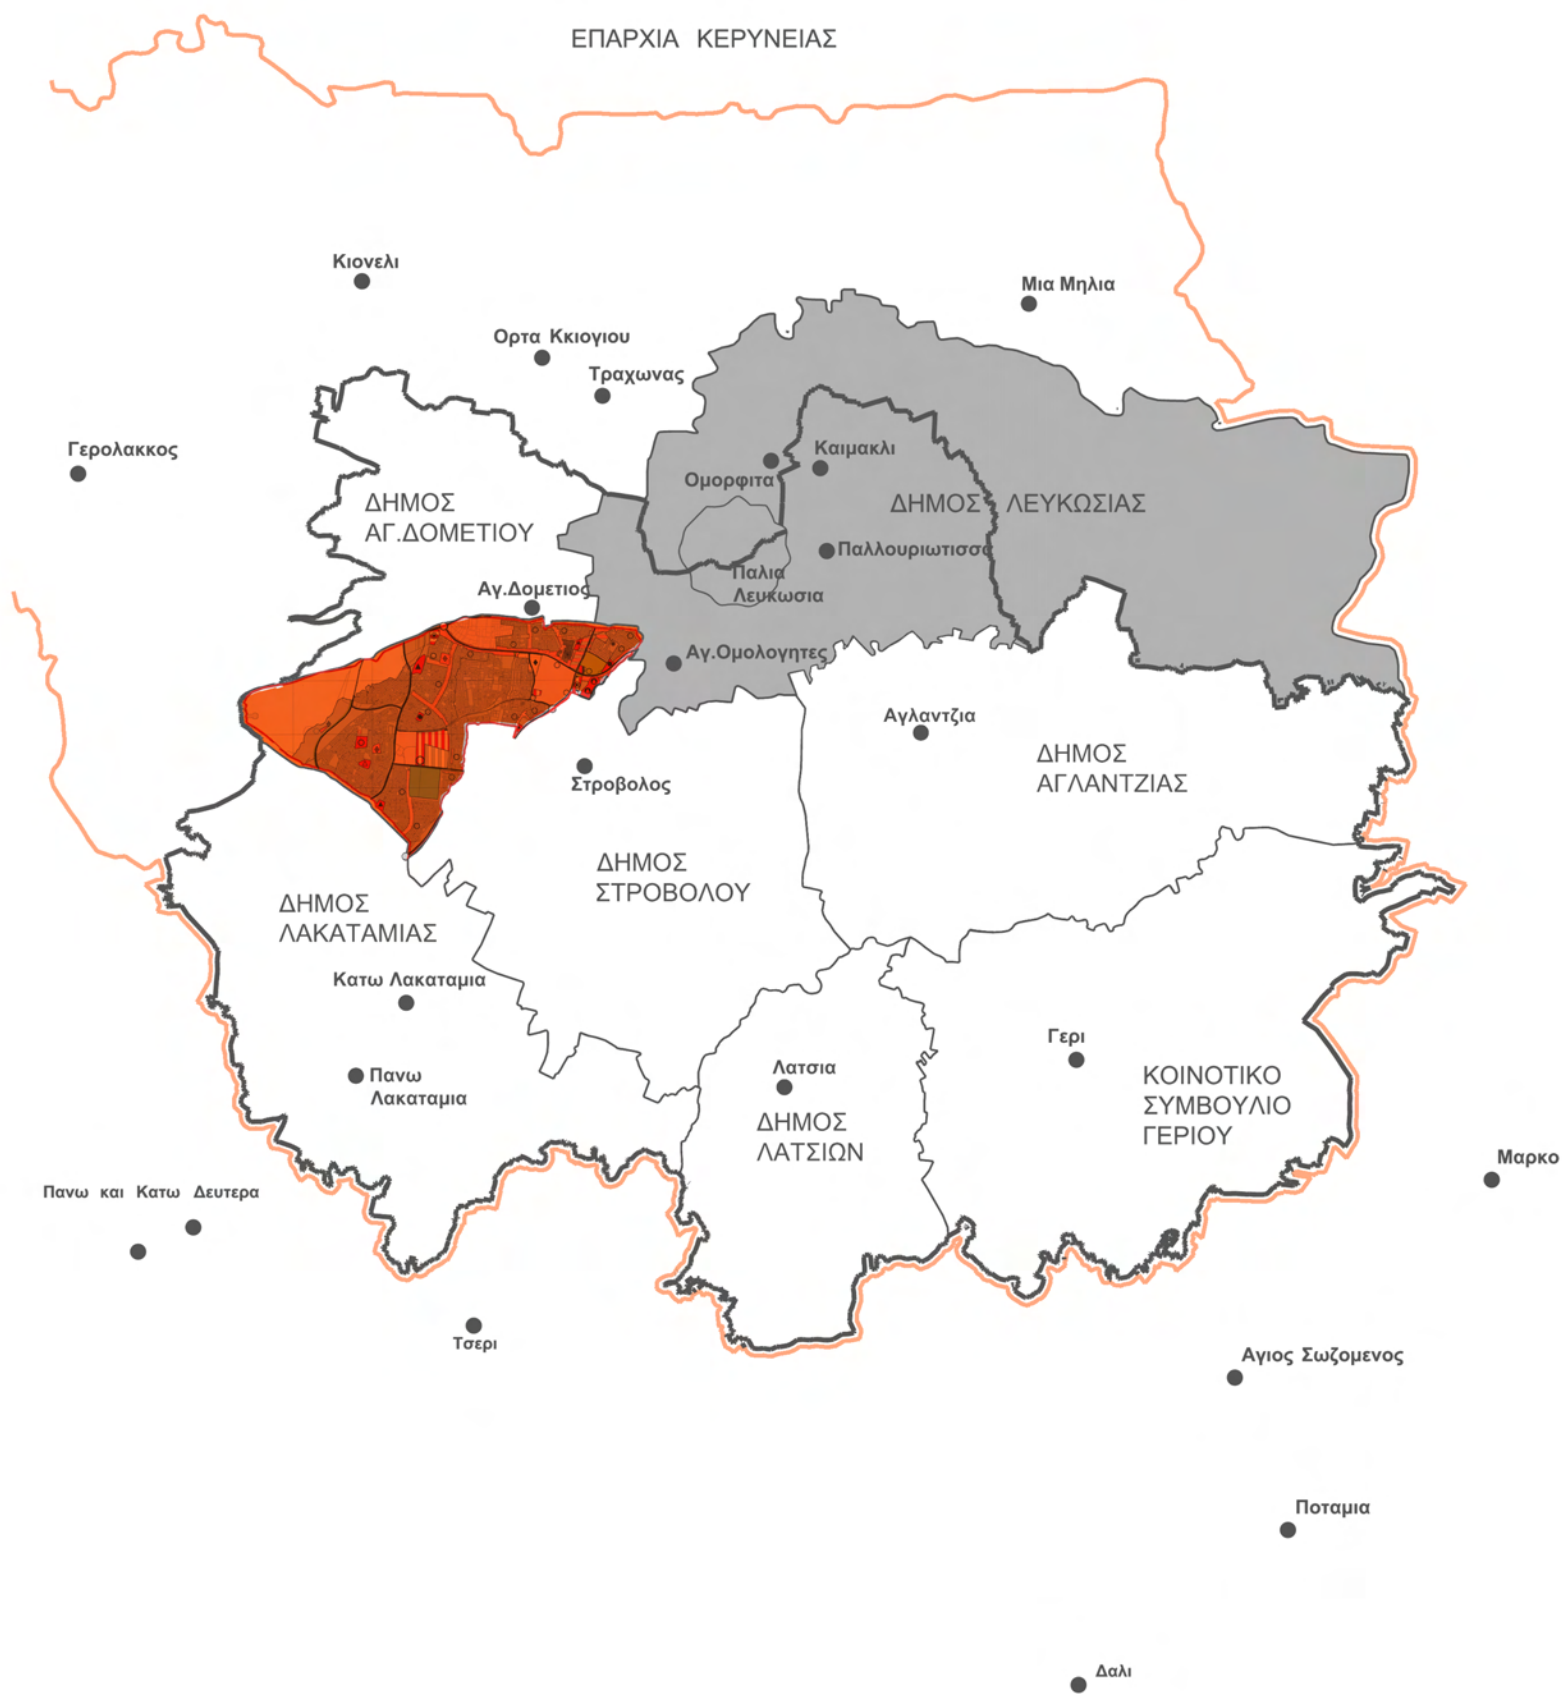 ΕΠΑΡΧΙΑ ΚΕΡΥΝΕΙΑΣ
Κιονελι
Μια Μηλια
Ορτα Κκιογιου
Τραχωνας
Γερολακκος
Καιμακλι
Ομορφιτα
ΔΗΜΟΣ
ΑΓ.ΔΟΜΕΤΙΟΥ
ΔΗΜΟΣ ΛΕΥΚΩΣΙΑΣ
Παλλουριωτισσα
Παλια
Λευκωσια
Αγ.Δομετιος
Αγ.Ομολογητες
Αγλαντζια
ΔΗΜΟΣ
ΑΓΛΑΝΤΖΙΑΣ
Στροβολος
ΔΗΜΟΣ
ΣΤΡΟΒΟΛΟΥ
ΔΗΜΟΣ
ΛΑΚΑΤΑΜΙΑΣ
Κατω Λακαταμια
Πανω
Λακαταμια
Γερι
Λατσια
ΔΗΜΟΣ
ΛΑΤΣΙΩΝ
ΚΟΙΝΟΤΙΚΟ
ΣΥΜΒΟΥΛΙΟ
ΓΕΡΙΟΥ
Μαρκο
Πανω και Κατω Δευτερα
Τσερι
Αγιος Σωζομενος
Ποταμια
Δαλι